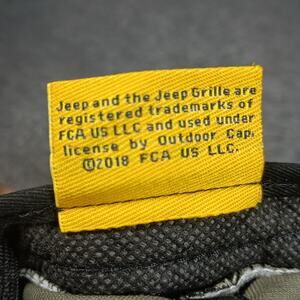 Jeep and the Jeep Grille are
registered trademarks of
FCA US LLC and used under
license by Outdoor Cap.
©2018 FCA US LLC.